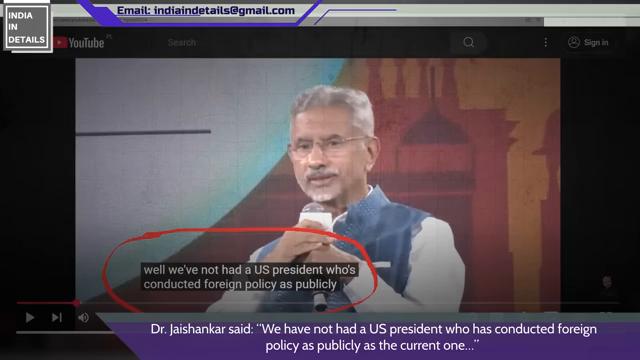 Email: indiaindetails@gmail.com
INDIA
IN
DETAILS
YouTube
Search
Sign in
well we've not had a US president who's
conducted foreign policy as publicly
Dr. Jaishankar said: “We have not had a US president who has conducted foreign
policy as publicly as the current one...”